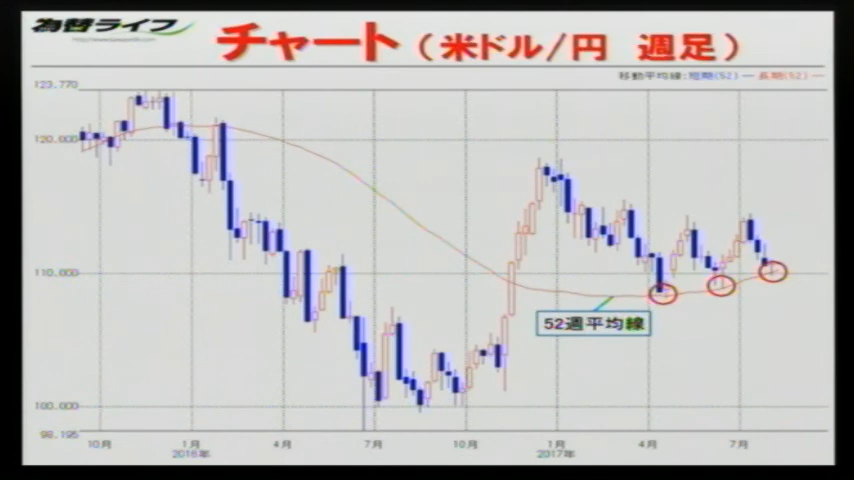 為替ライフ
チャート（米ドル/円　週足）
移動平均線:短期(52) 長期(52)
123.770
120.000
110.000
52週平均線
100.000
98.195
10月 1月 4月 7月 10月 1月 4月 7月
2016年 2017年